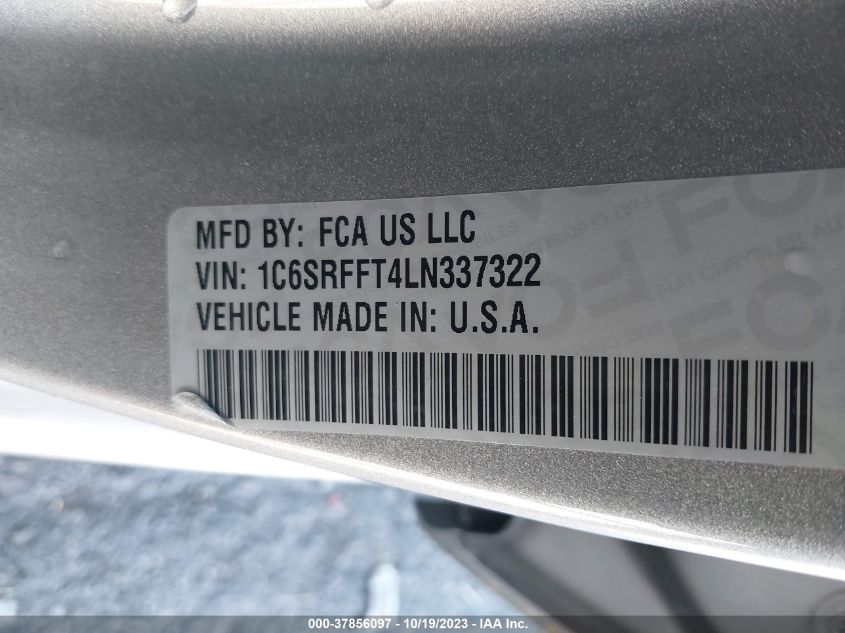 MFD BY: FCA US LLC
VIN: 1C6SRFFT4LN337322
VEHICLE MADE IN: U.S.A.
000-37856097 - 10/19/2023 - IAA Inc.